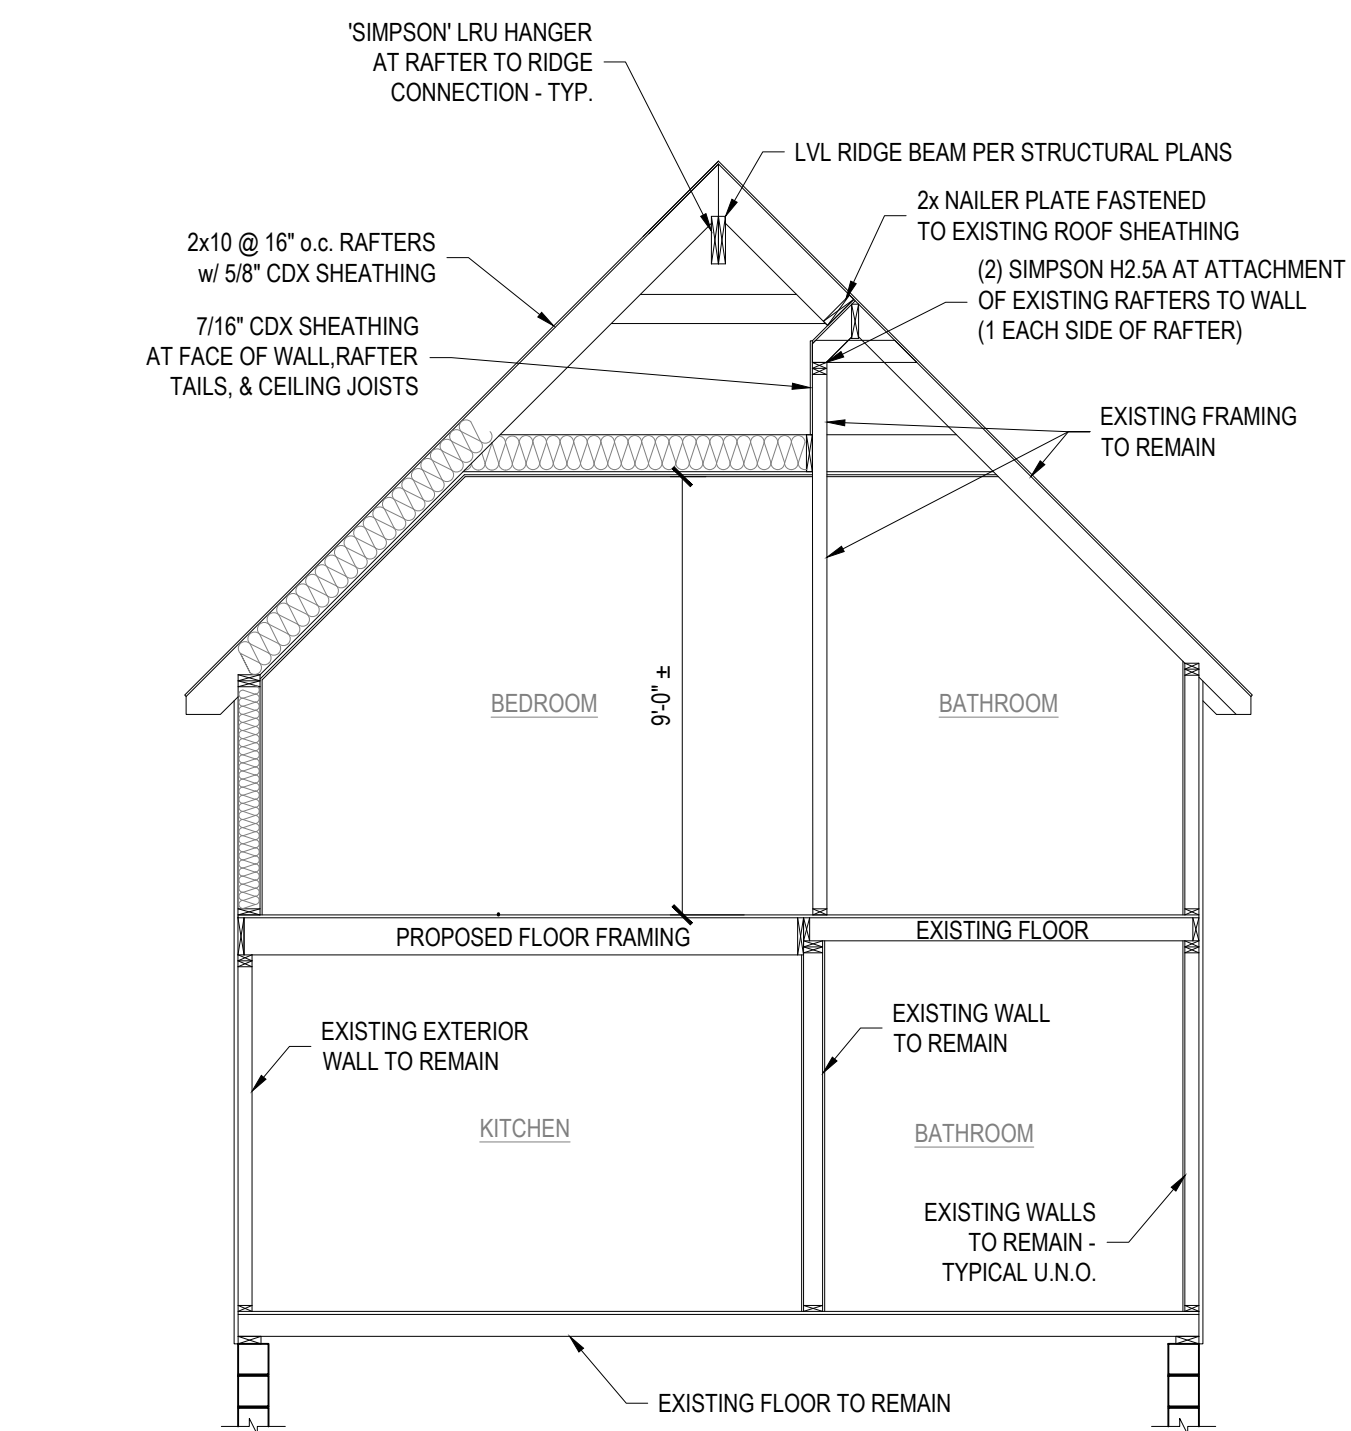 'SIMPSON' LRU HANGER
AT RAFTER TO RIDGE
CONNECTION - TYP.
LVL RIDGE BEAM PER STRUCTURAL PLANS
2x NAILER PLATE FASTENED
TO EXISTING ROOF SHEATHING
2x10 @ 16" o.c. RAFTERS
w/ 5/8" CDX SHEATHING
(2) SIMPSON H2.5A AT ATTACHMENT
OF EXISTING RAFTERS TO WALL
(1 EACH SIDE OF RAFTER)
7/16" CDX SHEATHING
AT FACE OF WALL,RAFTER
TAILS, & CEILING JOISTS
EXISTING FRAMING
TO REMAIN
BEDROOM
9'-0" ±
BATHROOM
PROPOSED FLOOR FRAMING
EXISTING FLOOR
EXISTING EXTERIOR
WALL TO REMAIN
EXISTING WALL
TO REMAIN
KITCHEN
BATHROOM
EXISTING WALLS
TO REMAIN -
TYPICAL U.N.O.
EXISTING FLOOR TO REMAIN